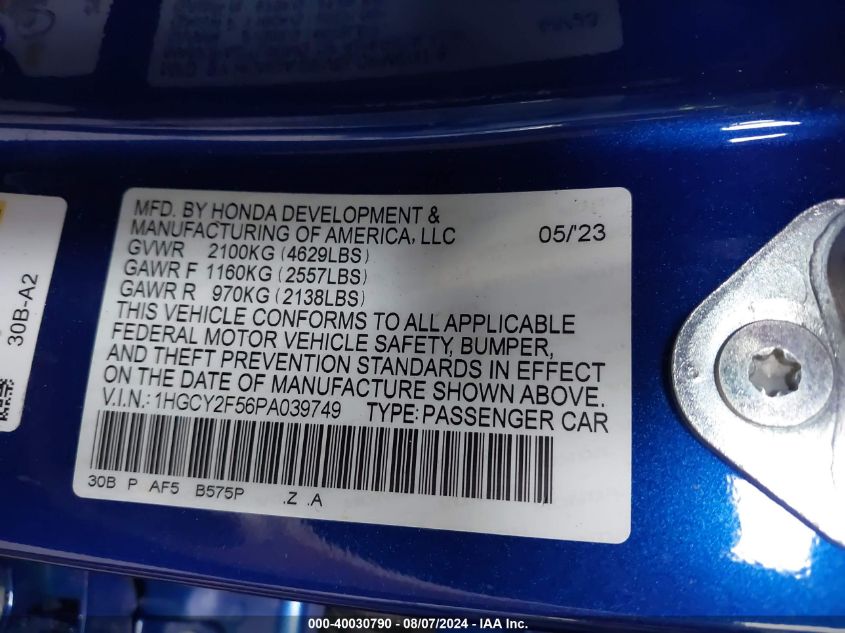 MFD. BY HONDA DEVELOPMENT &
MANUFACTURING OF AMERICA, LLC 05/'23
GVWR 2100KG (4629LBS)
GAWR F 1160KG (2557LBS)
GAWR R 970KG (2138LBS)
THIS VEHICLE CONFORMS TO ALL APPLICABLE
FEDERAL MOTOR VEHICLE SAFETY, BUMPER,
AND THEFT PREVENTION STANDARDS IN EFFECT
ON THE DATE OF MANUFACTURE SHOWN ABOVE.
V.I.N.: 1HGCY2F56PA039749 TYPE: PASSENGER CAR
30B P AF5 B575P .Z .A
30B-A2
000-40030790 - 08/07/2024 - IAA Inc.